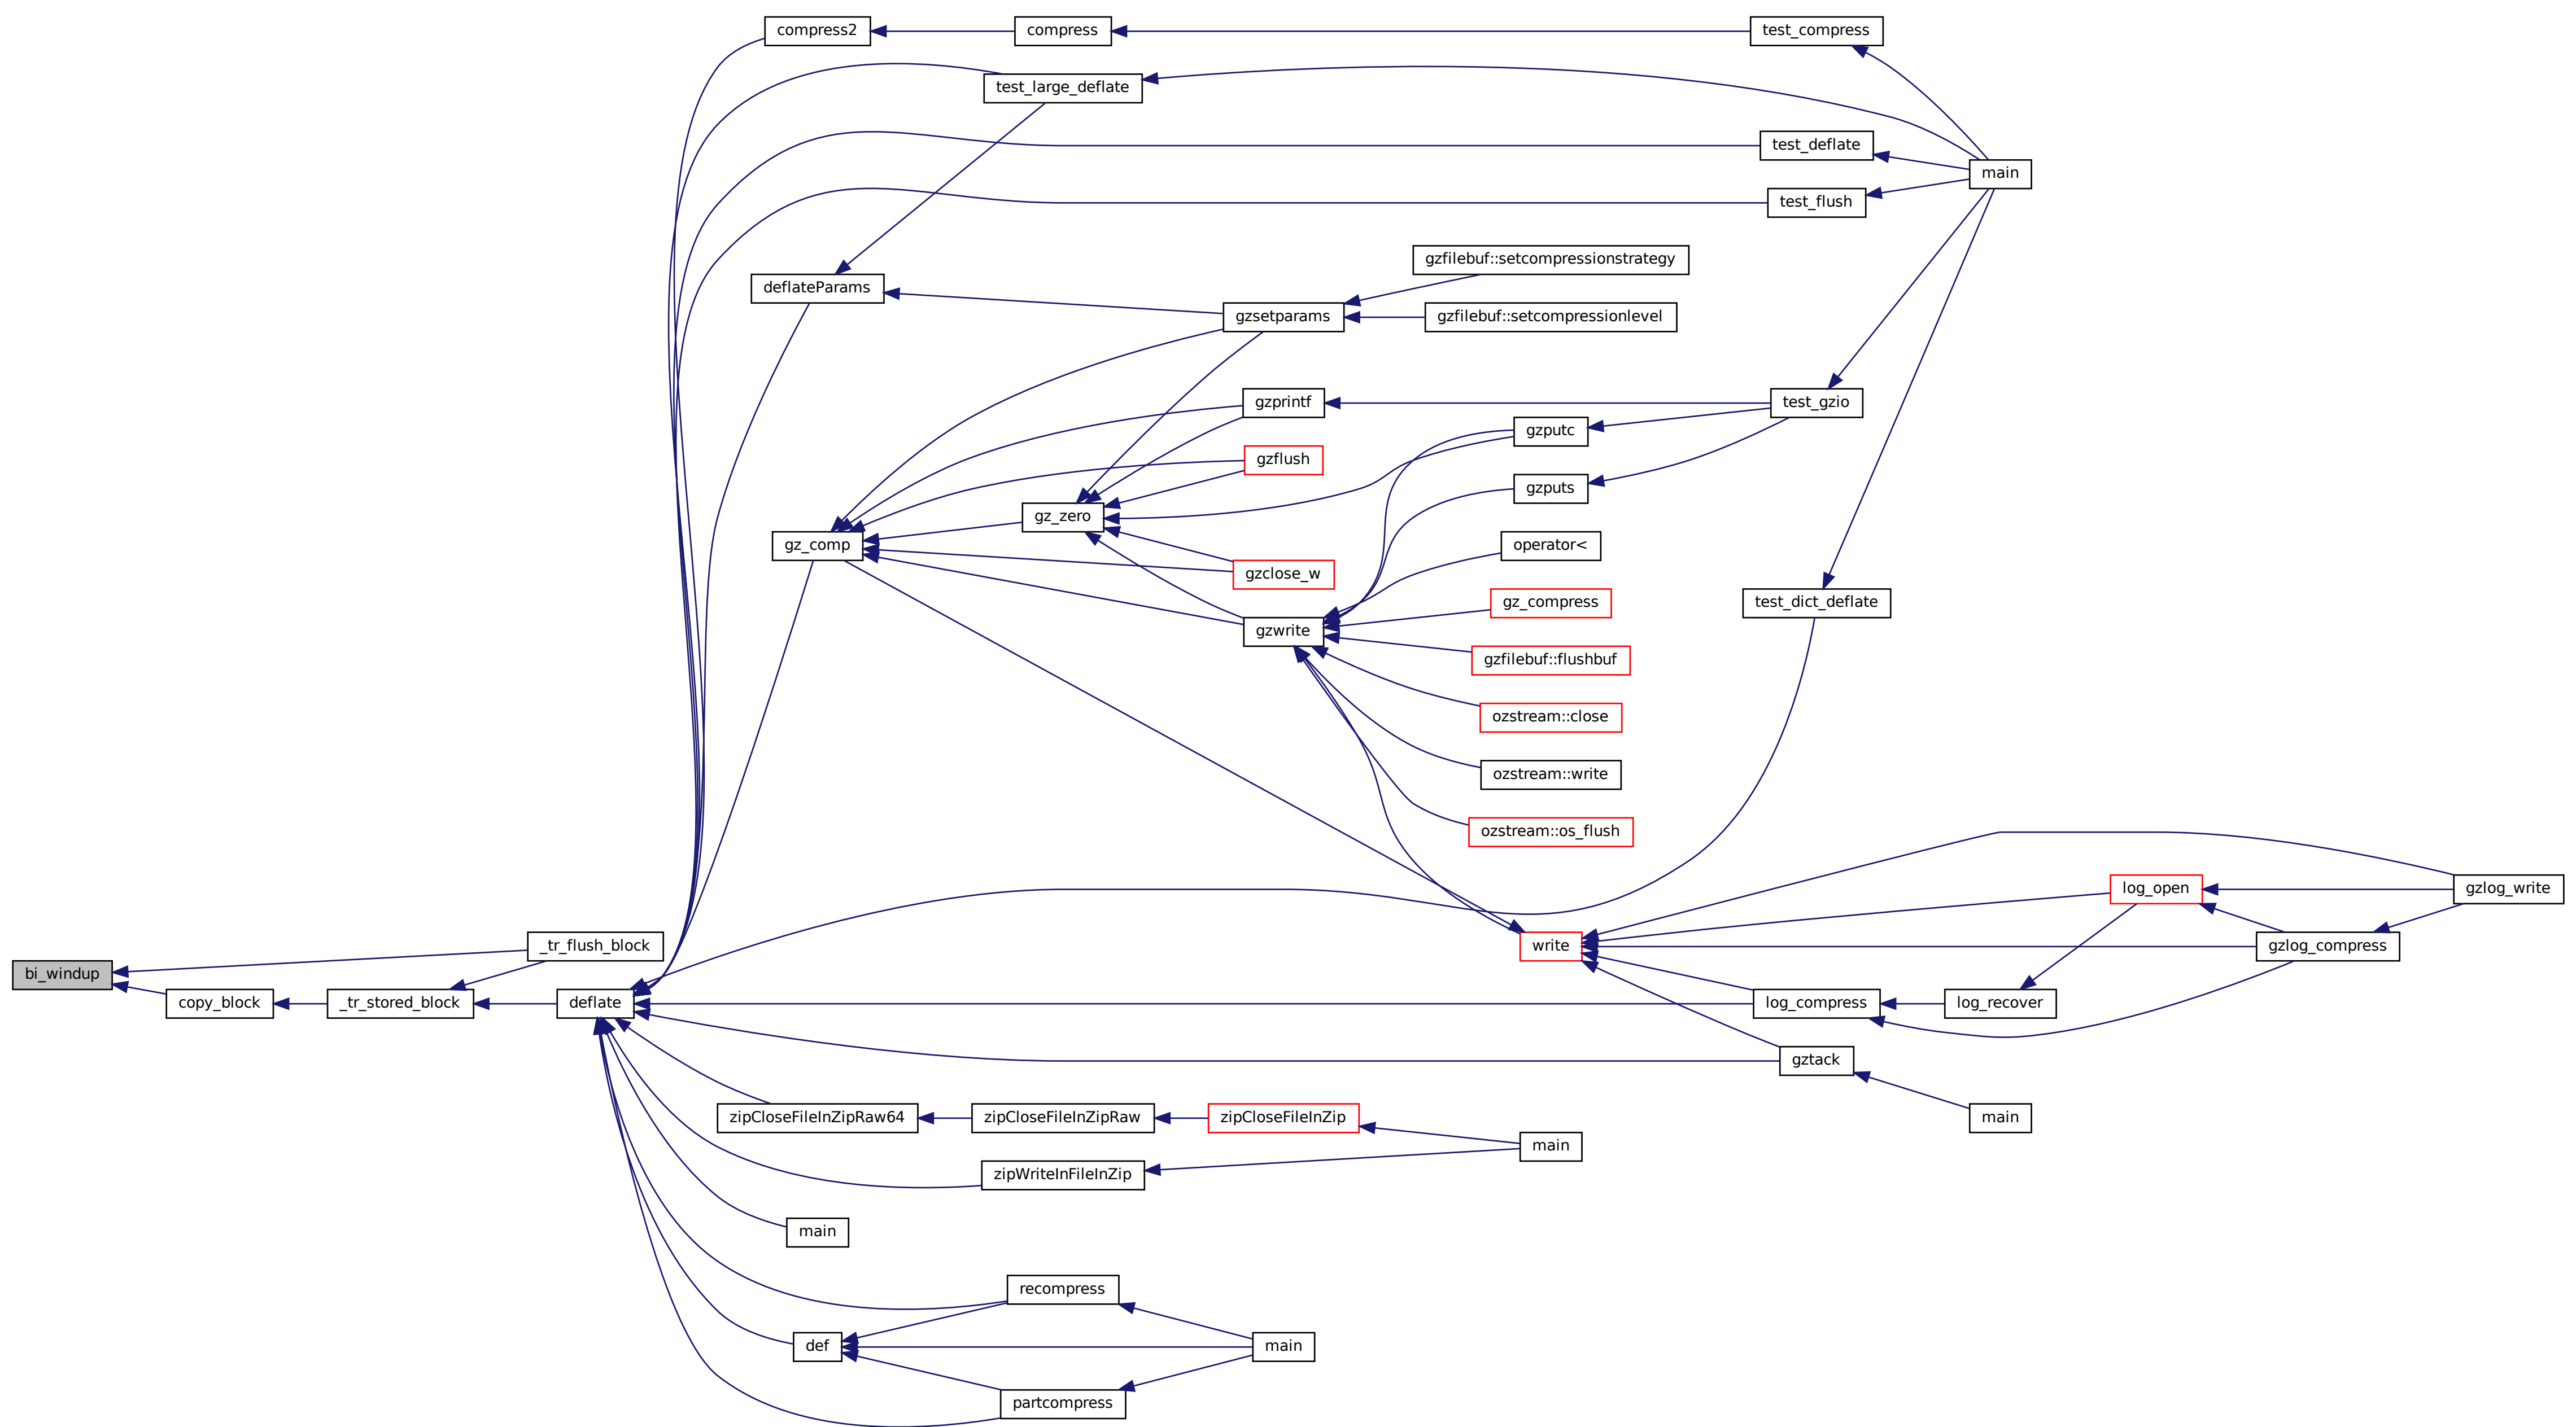 compress2
compress
test_compress
test_large_deflate
test_deflate
main
test_flush
gzfilebuf::setcompressionstrategy
deflateParams
gzsetparams
gzfilebuf::setcompressionlevel
gzprintf
test_gzio
gzputc
gzflush
gzputs
gz_zero
gz_comp
operator<
gzclose_w
gz_compress
test_dict_deflate
gzwrite
gzfilebuf::flushbuf
ozstream::close
ozstream::write
ozstream::os_flush
log_open
gzlog_write
_tr_flush_block
write
gzlog_compress
bi_windup
copy_block
_tr_stored_block
deflate
log_compress
log_recover
gztack
zipCloseFileInZipRaw64
zipCloseFileInZipRaw
zipCloseFileInZip
main
main
zipWriteInFileInZip
main
recompress
def
main
partcompress